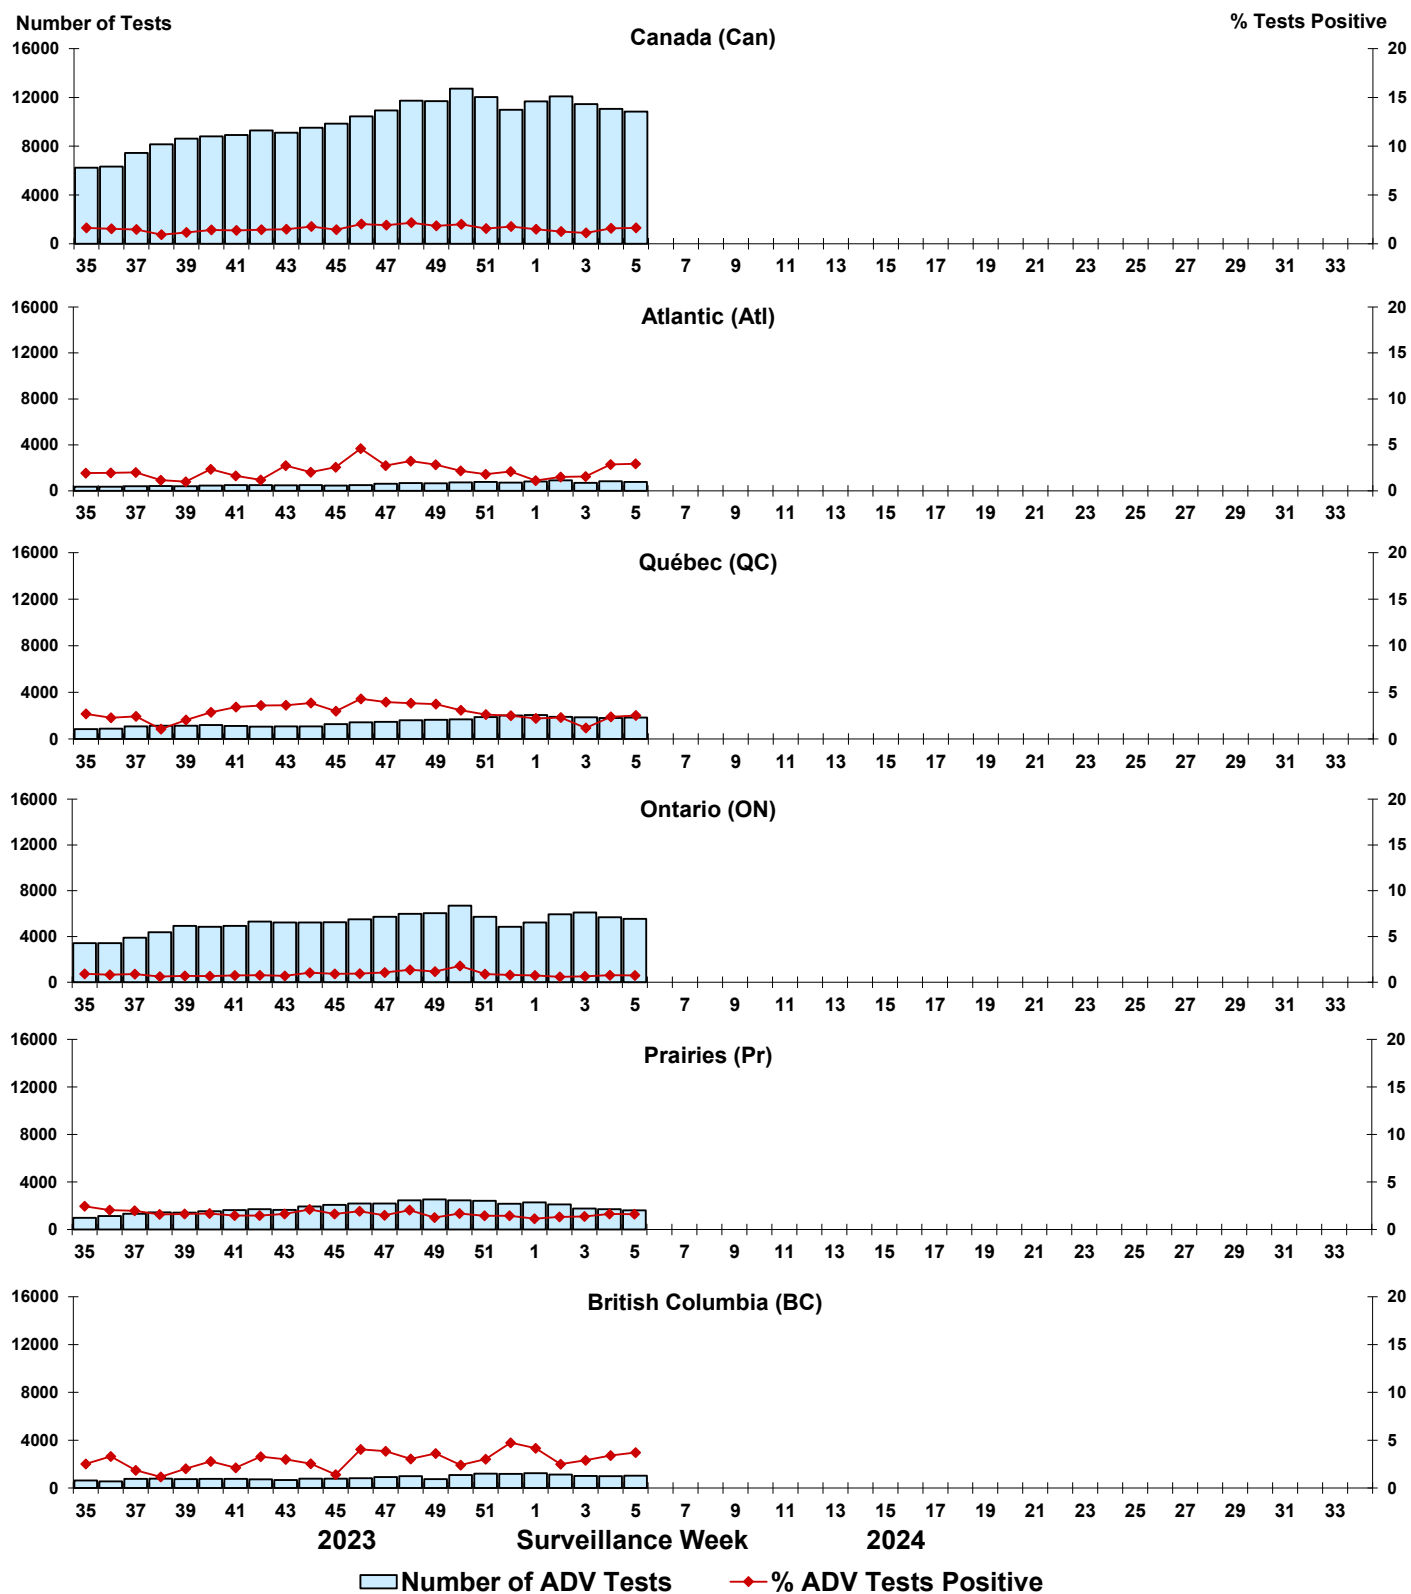 Number of Tests
% Tests Positive
Canada (Can)
16000 20
12000 15
8000 10
4000 5
0 0
35 37 39 41 43 45 47 49 51 1 3 5 7 9 11 13 15 17 19 21 23 25 27 29 31 33
Atlantic (Atl)
16000 20
12000 15
8000 10
4000 5
0 0
35 37 39 41 43 45 47 49 51 1 3 5 7 9 11 13 15 17 19 21 23 25 27 29 31 33
Québec (QC)
16000 20
12000 15
8000 10
4000 5
0 0
35 37 39 41 43 45 47 49 51 1 3 5 7 9 11 13 15 17 19 21 23 25 27 29 31 33
Ontario (ON)
16000 20
12000 15
8000 10
4000 5
0 0
35 37 39 41 43 45 47 49 51 1 3 5 7 9 11 13 15 17 19 21 23 25 27 29 31 33
Prairies (Pr)
16000 20
12000 15
8000 10
4000 5
0 0
35 37 39 41 43 45 47 49 51 1 3 5 7 9 11 13 15 17 19 21 23 25 27 29 31 33
British Columbia (BC)
16000 20
12000 15
8000 10
4000 5
0 0
35 37 39 41 43 45 47 49 51 1 3 5 7 9 11 13 15 17 19 21 23 25 27 29 31 33
2023 Surveillance Week 2024
Number of ADV Tests % ADV Tests Positive